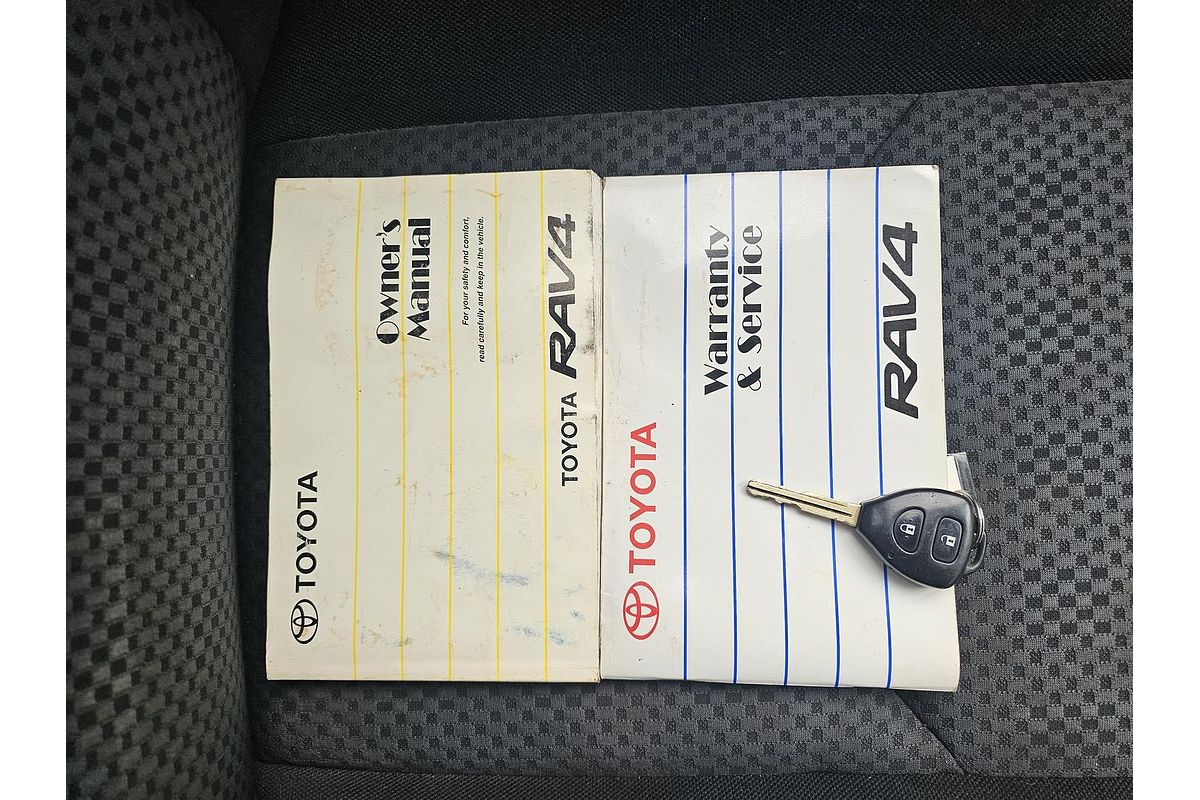 TOYOTA
Owner's
Manual
For your safety and comfort,
read carefully and keep in the vehicle.
TOYOTA RAV4
TOYOTA
Warranty
& Service
RAV4